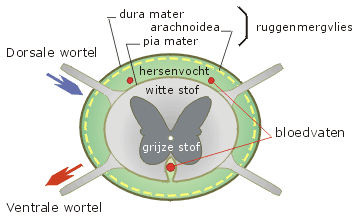 dura mater
arachnoidea
pia mater
ruggenmergvlies
Dorsale wortel
hersenvocht
witte stof
bloedvaten
grijze stof
Ventrale wortel